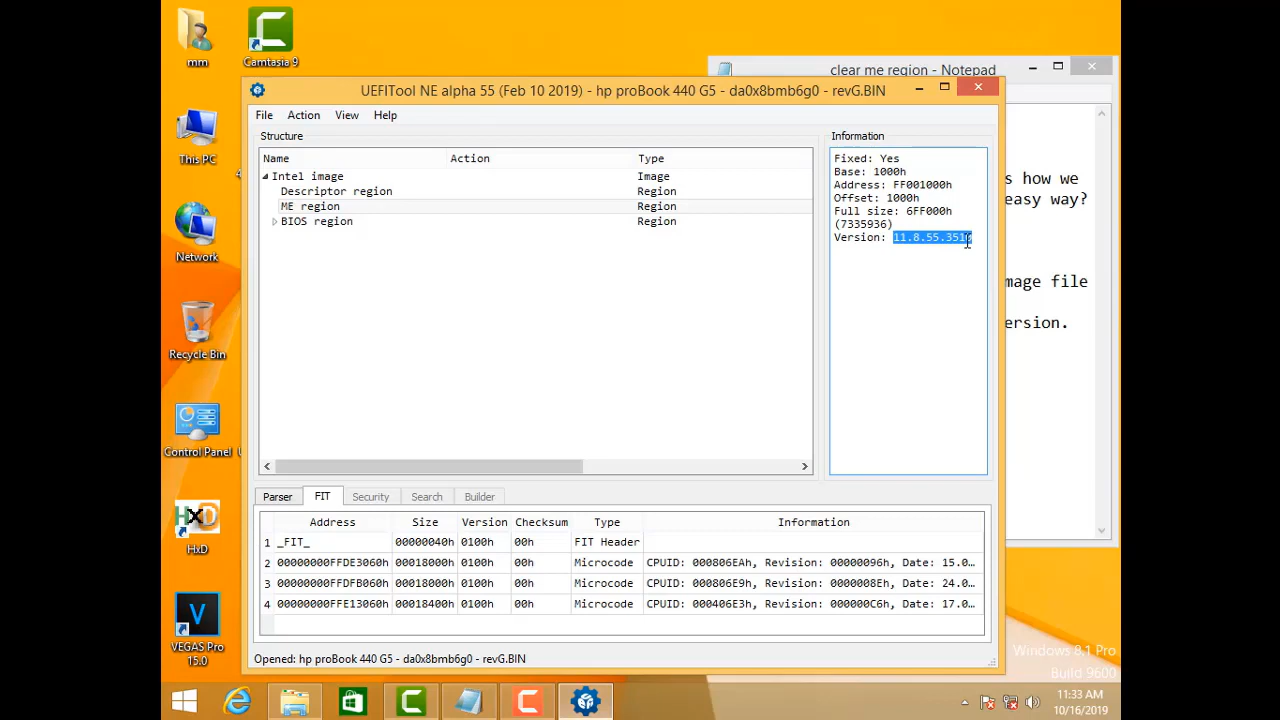 mm
Camtasia 9
This PC
Network
Recycle Bin
Control Panel
HxD
VEGAS Pro
15.0
clear me region - Notepad
s how we
easy way?
mage file
ersion.
UEFITool NE alpha 55 (Feb 10 2019) - hp proBook 440 G5 - da0x8bmb6g0 - revG.BIN
File Action View Help
Structure
Name Action Type
Intel image Image
Descriptor region Region
ME region Region
BIOS region Region
Information
Fixed: Yes
Base: 1000h
Address: FF001000h
Offset: 1000h
Full size: 6FF000h
(7335936)
Version:
Parser FIT Security Search Builder
Address Size Version Checksum Type Information
1 _FIT_ 00000040h 0100h 00h FIT Header
2 00000000FFDE3060h 00018000h 0100h 00h Microcode CPUID: 000806EAh, Revision: 00000096h, Date: 15.0…
3 00000000FFDFB060h 00018000h 0100h 00h Microcode CPUID: 000806E9h, Revision: 0000008Eh, Date: 24.0…
4 00000000FFE13060h 00018400h 0100h 00h Microcode CPUID: 000406E3h, Revision: 000000C6h, Date: 17.0…
Opened: hp proBook 440 G5 - da0x8bmb6g0 - revG.BIN
Windows 8.1 Pro
Build 9600
11:33 AM
10/16/2019